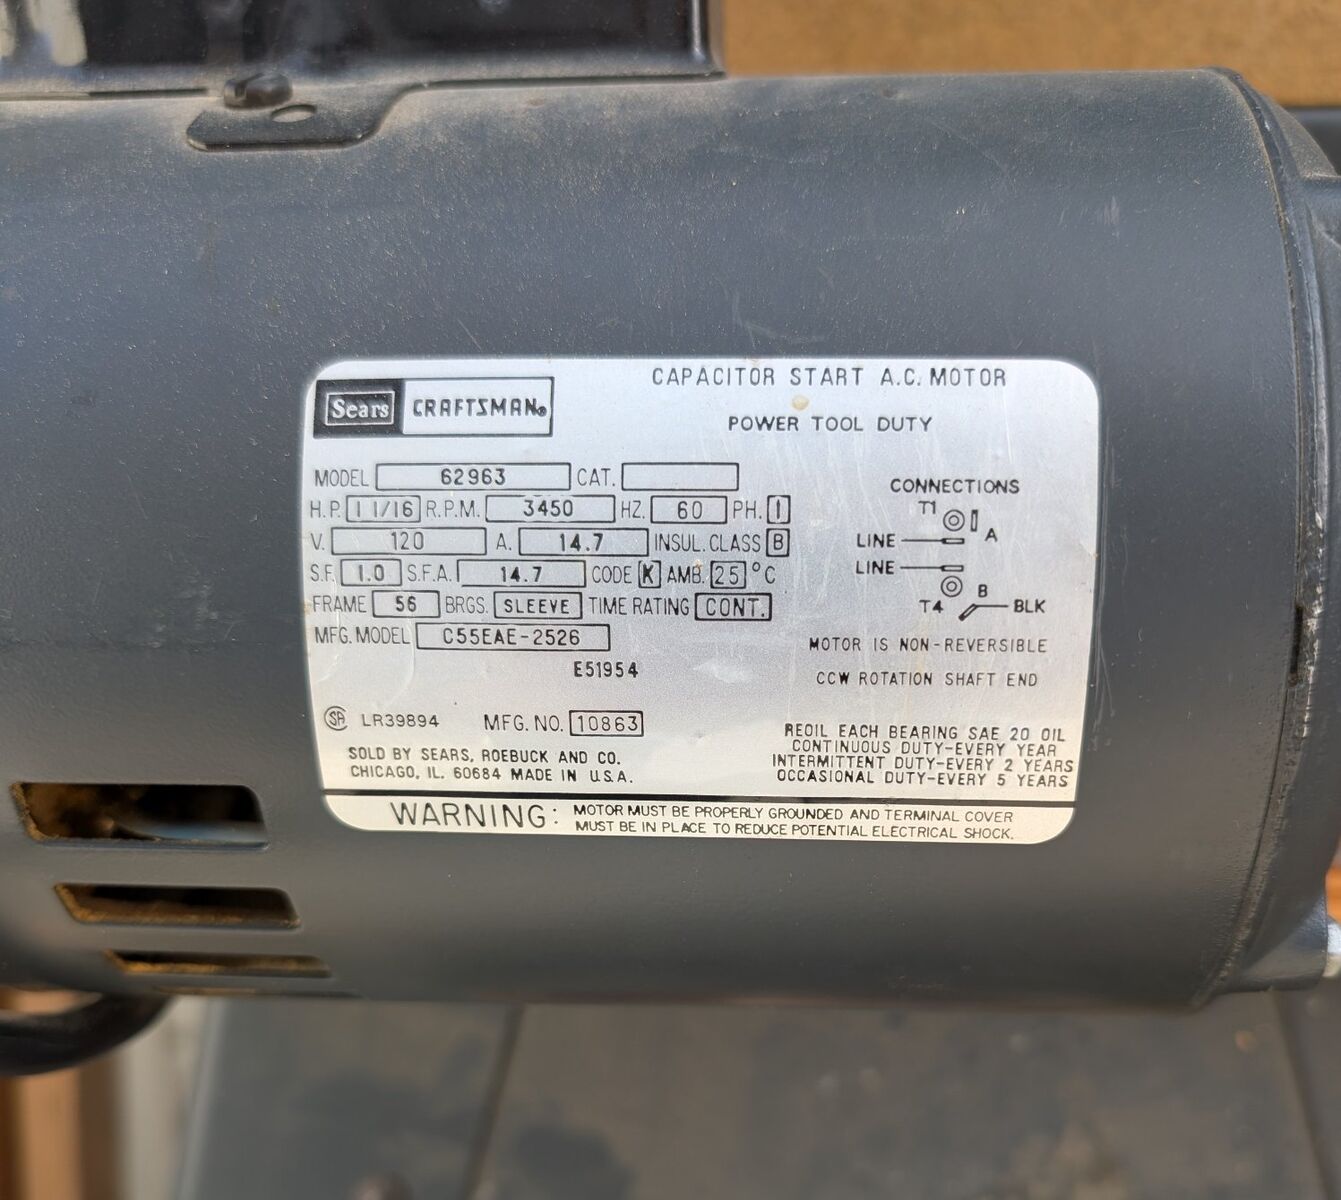 Sears CRAFTSMAN®
CAPACITOR START A.C. MOTOR
POWER TOOL DUTY
MODEL 62963 CAT.
H.P. 1 1/16 R.P.M. 3450 HZ. 60 PH. 1
V. 120 A. 14.7 INSUL. CLASS B
S.F. 1.0 S.F.A. 14.7 CODE K AMB. 25 °C
FRAME 56 BRGS. SLEEVE TIME RATING CONT.
MFG. MODEL C55EAE-2526
E51954
SA LR39894 MFG. NO. 10863
SOLD BY SEARS, ROEBUCK AND CO.
CHICAGO, IL. 60684 MADE IN U.S.A.
CONNECTIONS
T1
A
LINE
LINE
B
T4 BLK
MOTOR IS NON-REVERSIBLE
CCW ROTATION SHAFT END
REOIL EACH BEARING SAE 20 OIL
CONTINUOUS DUTY-EVERY YEAR
INTERMITTENT DUTY-EVERY 2 YEARS
OCCASIONAL DUTY-EVERY 5 YEARS
WARNING: MOTOR MUST BE PROPERLY GROUNDED AND TERMINAL COVER
MUST BE IN PLACE TO REDUCE POTENTIAL ELECTRICAL SHOCK.